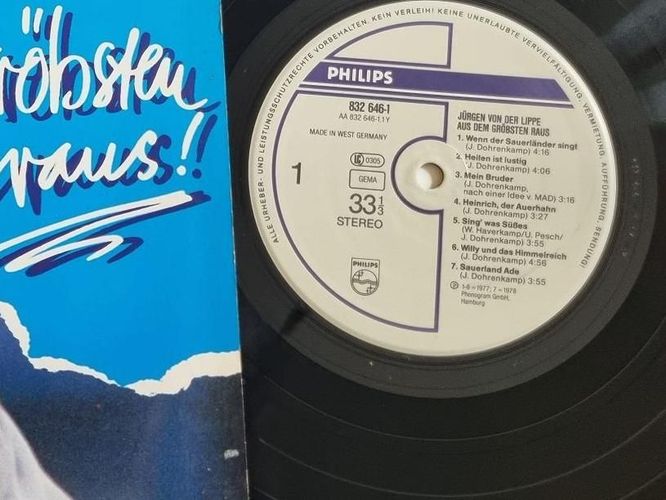 röbsten
raus!
ALLE URHEBER- UND LEISTUNGSSCHUTZRECHTE VORBEHALTEN. KEIN VERLEIH! KEINE UNERLAUBTE VERVIELFÄLTIGUNG, VERMIETUNG, AUFFÜHRUNG, SENDUNG!
PHILIPS
832 646-1
AA 832 646-1.1Y
MADE IN WEST GERMANY
LC 0305
GEMA
1
33 1/3
STEREO
PHILIPS
JÜRGEN VON DER LIPPE
AUS DEM GRÖBSTEN RAUS
1. Wenn der Sauerländer singt
(J. Dohrenkamp) 4:16
2. Heilen ist lustig
(J. Dohrenkamp) 4:06
3. Mein Bruder
(J. Dohrenkamp,
nach einer Idee v. MAD) 3:16
4. Heinrich, der Auerhahn
(J. Dohrenkamp) 3:27
5. Sing' was Süßes
(W. Haverkamp/U. Pesch/
J. Dohrenkamp) 3:55
6. Willy und das Himmelreich
(J. Dohrenkamp) 4:56
7. Sauerland Ade
(J. Dohrenkamp) 3:55
Ⓟ 1-6 = 1977; 7 = 1978
Phonogram GmbH,
Hamburg